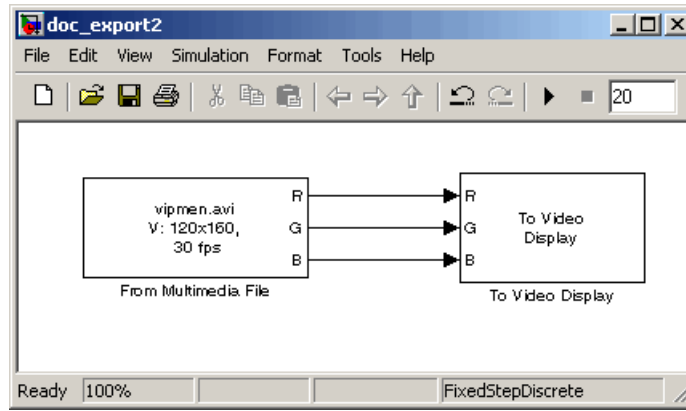 doc_export2
File Edit View Simulation Format Tools Help
20
vipmen.avi
V: 120x160,
30 fps
R
G
B
From Multimedia File
R
G
B
To Video
Display
To Video Display
Ready 100% FixedStepDiscrete